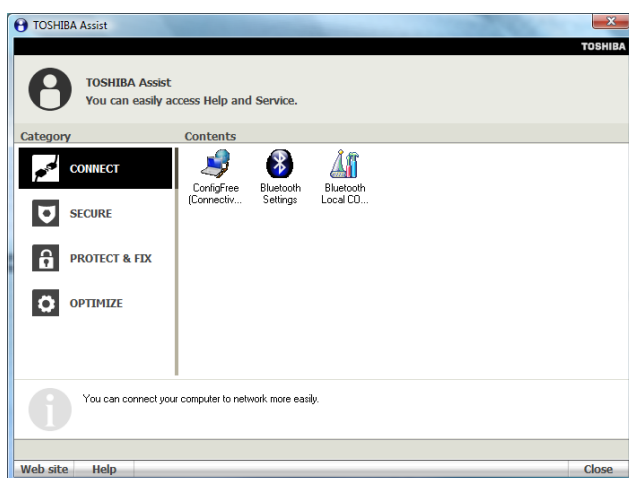 TOSHIBA Assist
TOSHIBA
TOSHIBA Assist
You can easily access Help and Service.
Category
Contents
CONNECT
SECURE
PROTECT & FIX
OPTIMIZE
ConfigFree
(Connectiv...
Bluetooth
Settings
Bluetooth
Local CO...
You can connect your computer to network more easily.
Web site
Help
Close